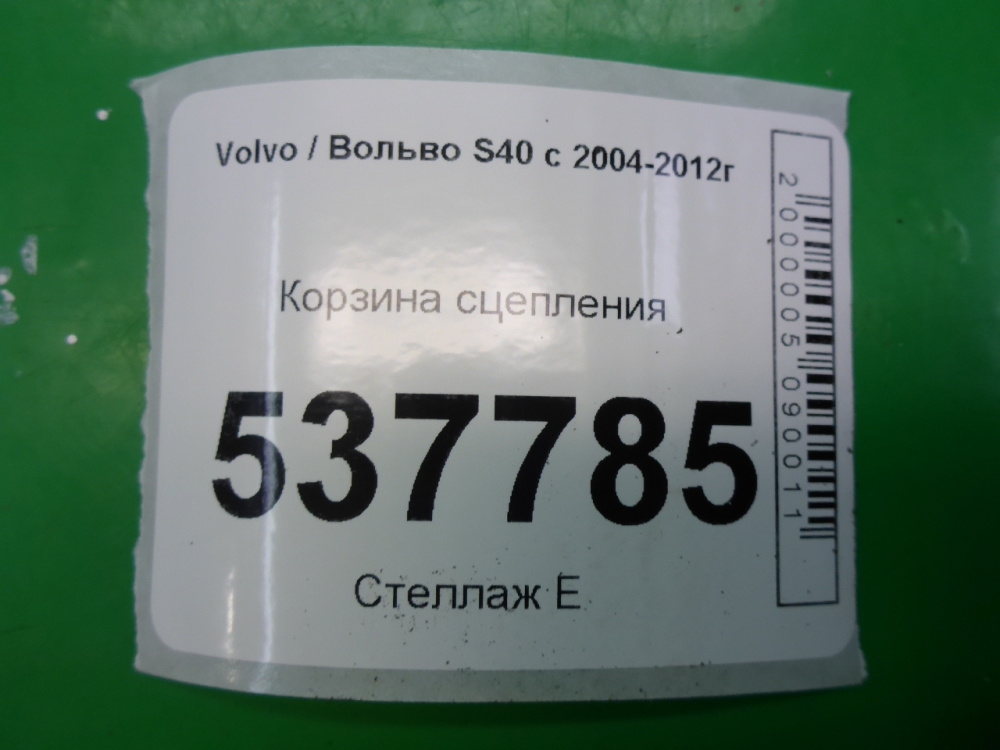 Volvo / Вольво S40 с 2004-2012г
Корзина сцепления
537785
Стеллаж Е
2000005090011